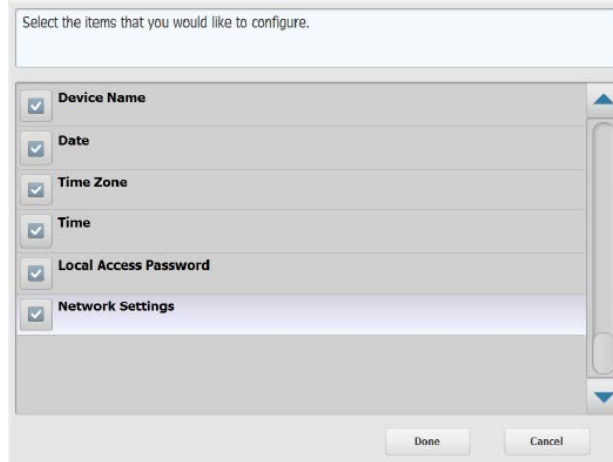 Select the items that you would like to configure.
Device Name
Date
Time Zone
Time
Local Access Password
Network Settings
Done
Cancel